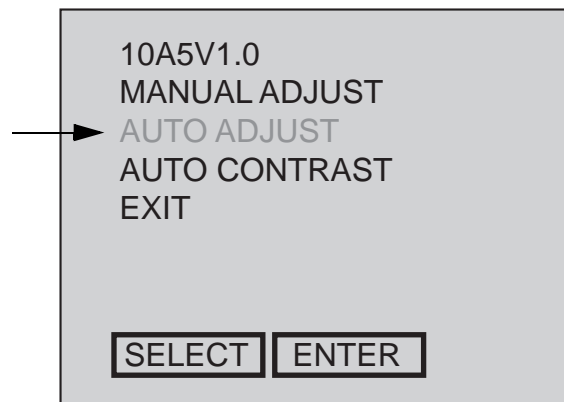 10A5V1.0
MANUAL ADJUST
AUTO ADJUST
AUTO CONTRAST
EXIT
SELECT ENTER